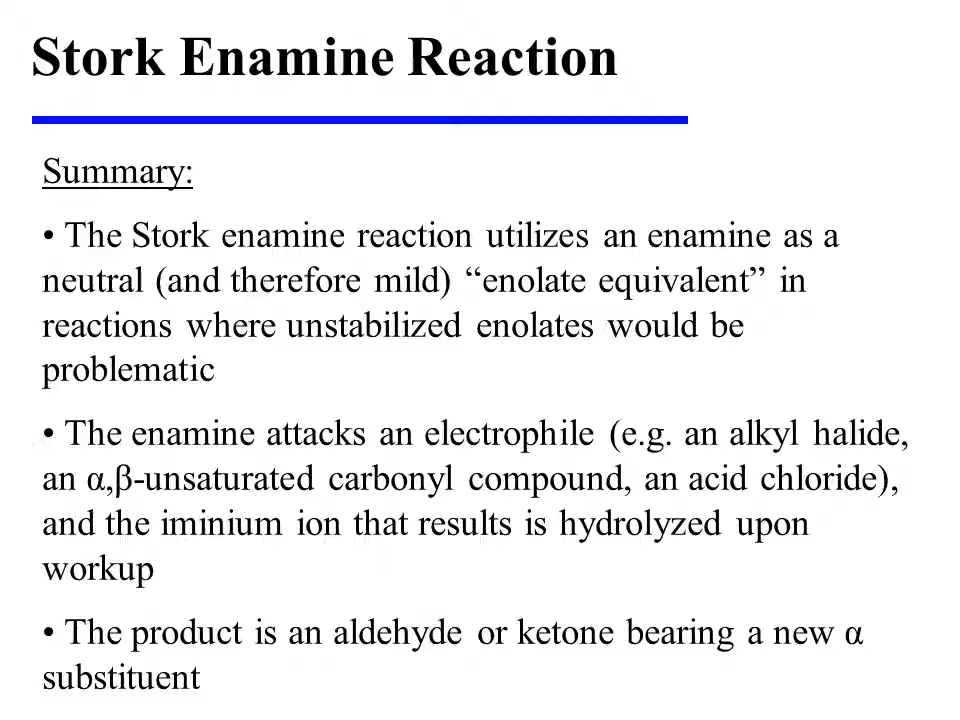 Stork Enamine Reaction
Summary:
• The Stork enamine reaction utilizes an enamine as a
neutral (and therefore mild) “enolate equivalent” in
reactions where unstabilized enolates would be
problematic
• The enamine attacks an electrophile (e.g. an alkyl halide,
an α,β-unsaturated carbonyl compound, an acid chloride),
and the iminium ion that results is hydrolyzed upon
workup
• The product is an aldehyde or ketone bearing a new α
substituent